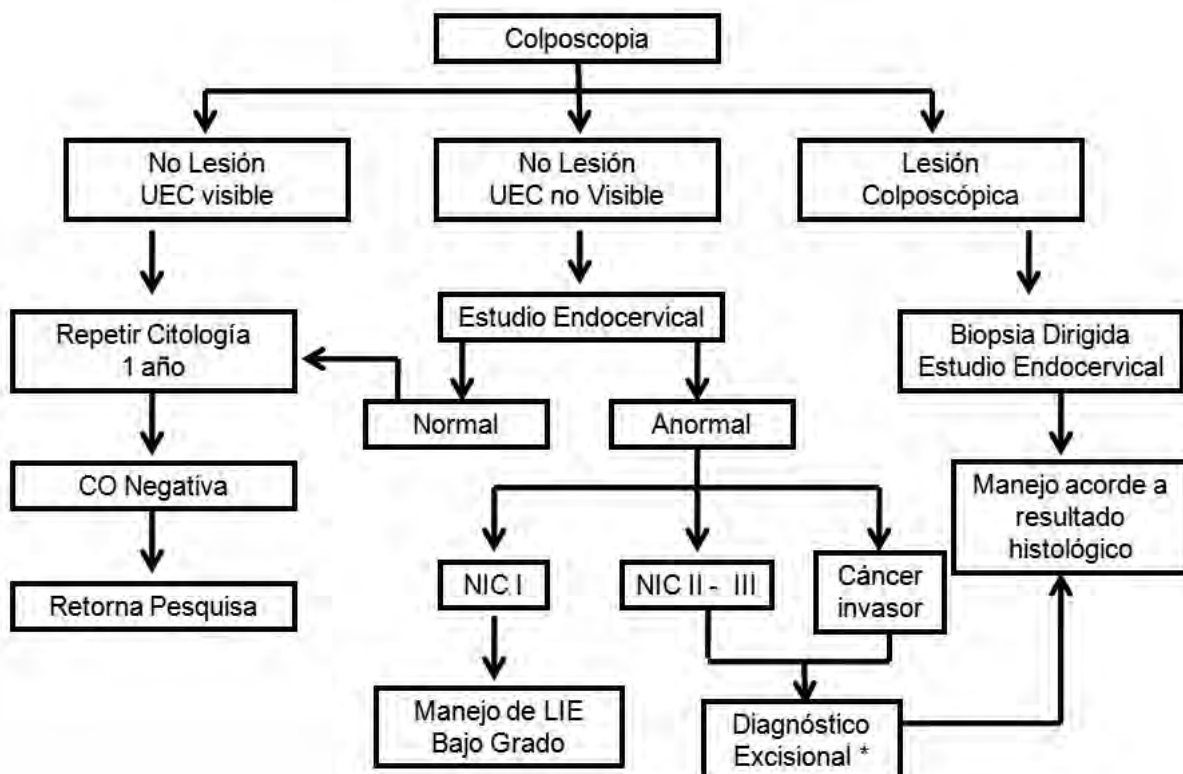 Colposcopia
No Lesión
UEC visible
No Lesión
UEC no Visible
Lesión
Colposcópica
Repetir Citología
1 año
Estudio Endocervical
Biopsia Dirigida
Estudio Endocervical
Normal
Anormal
CO Negativa
Manejo acorde a
resultado
histológico
NIC I
NIC II - III
Cáncer
invasor
Retorna Pesquisa
Manejo de LIE
Bajo Grado
Diagnóstico
Excisional *